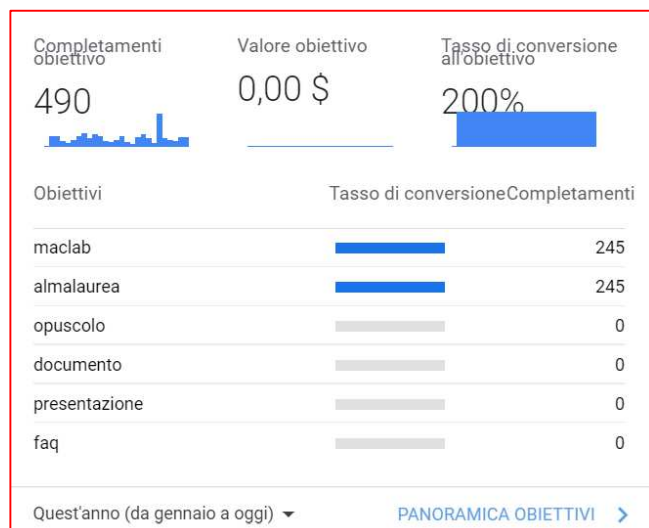 Completamenti
obiettivo
490
Valore obiettivo
0,00 $
Tasso di conversione
all'obiettivo
200%
Obiettivi Tasso di conversione Completamenti
maclab 245
almalaurea 245
opuscolo 0
documento 0
presentazione 0
faq 0
Quest'anno (da gennaio a oggi) PANORAMICA OBIETTIVI